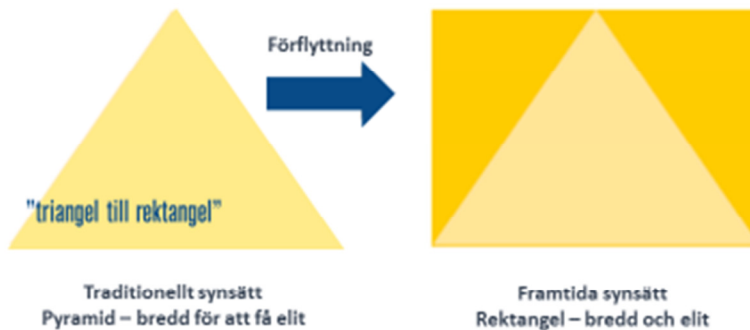 Förflyttning
"triangel till rektangel”
Traditionellt synsätt
Pyramid – bredd för att få elit
Framtida synsätt
Rektangel – bredd och elit